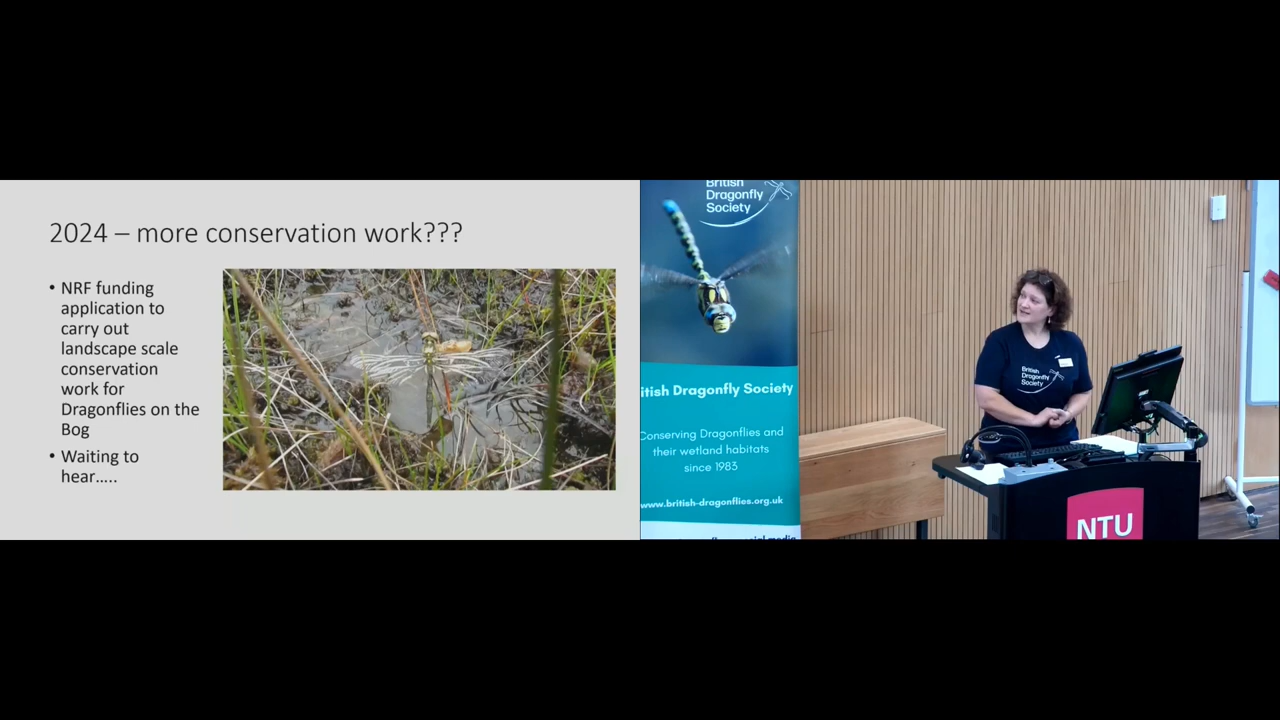 2024 – more conservation work???
• NRF funding
application to
carry out
landscape scale
conservation
work for
Dragonflies on the
Bog
• Waiting to
hear…..
British
Dragonfly
Society
itish Dragonfly Society
Conserving Dragonflies and
their wetland habitats
since 1983
www.british-dragonflies.org.uk
British
Dragonfly
Society
NTU